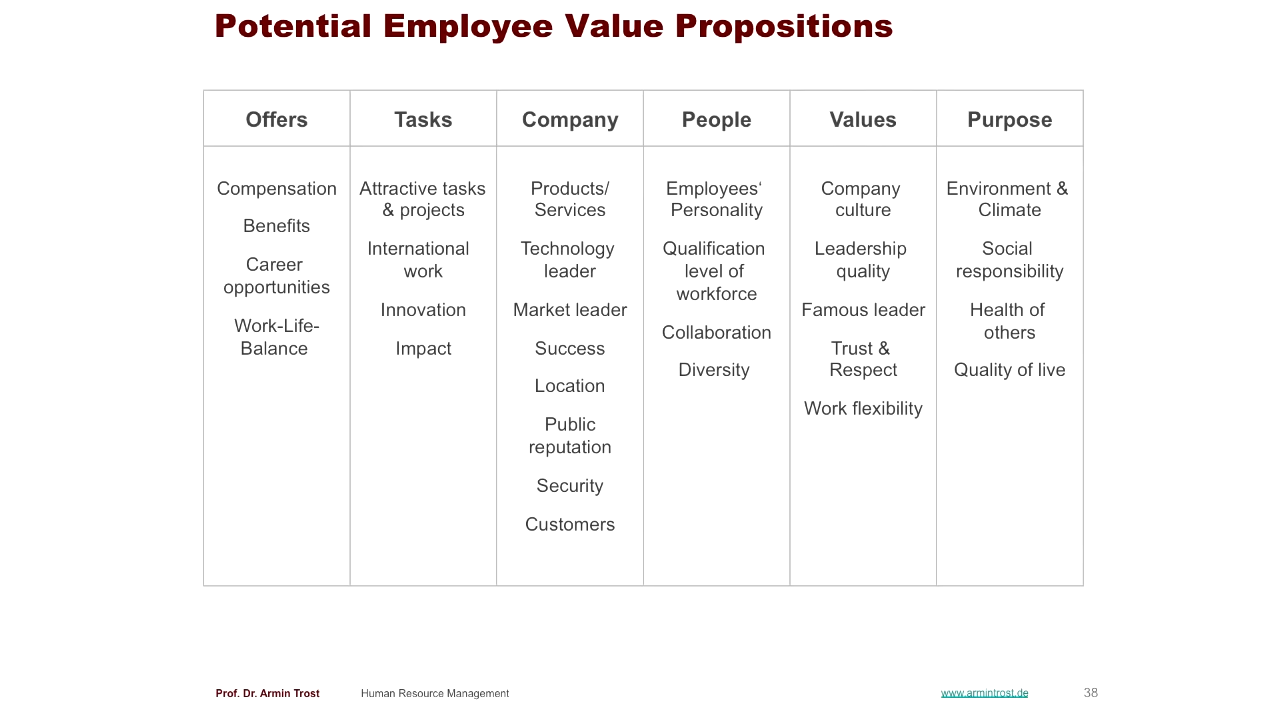 Potential Employee Value Propositions
Offers
Tasks
Company
People
Values
Purpose
Compensation
Benefits
Career
opportunities
Work-Life-
Balance
Attractive tasks
& projects
International
work
Innovation
Impact
Products/
Services
Technology
leader
Market leader
Success
Location
Public
reputation
Security
Customers
Employees‘
Personality
Qualification
level of
workforce
Collaboration
Diversity
Company
culture
Leadership
quality
Famous leader
Trust &
Respect
Work flexibility
Environment &
Climate
Social
responsibility
Health of
others
Quality of live
Prof. Dr. Armin Trost
Human Resource Management
www.armintrost.de
38